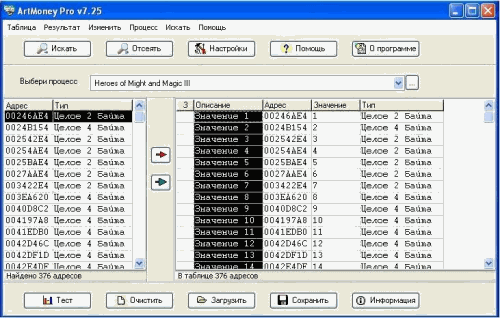 ArtMoney Pro v7.25
Таблица Результат Изменить Процесс Искать Помощь
Искать Отсеять Настройки Помощь О программе
Выбери процесс Heroes of Might and Magic III ...
Адрес Тип З Описание Адрес Значение Тип
00246AE4 Целое 2 Байта Значение 1 00246AE4 1 Целое 2 Байта
0024B154 Целое 4 Байта Значение 2 0024B154 2 Целое 4 Байта
002542E4 Целое 2 Байта Значение 3 002542E4 3 Целое 2 Байта
00254AE4 Целое 2 Байта Значение 4 00254AE4 4 Целое 2 Байта
0025BAE4 Целое 2 Байта Значение 5 0025BAE4 5 Целое 2 Байта
0027AAE4 Целое 2 Байта Значение 6 0027AAE4 6 Целое 2 Байта
003422E4 Целое 2 Байта Значение 7 003422E4 7 Целое 2 Байта
003EA620 Целое 4 Байта Значение 8 003EA620 8 Целое 4 Байта
0040D8C2 Целое 4 Байта Значение 9 0040D8C2 9 Целое 4 Байта
004197A8 Целое 4 Байта Значение 10 004197A8 10 Целое 4 Байта
0041EDB0 Целое 4 Байта Значение 11 0041EDB0 11 Целое 4 Байта
0042D46C Целое 4 Байта Значение 12 0042D46C 12 Целое 4 Байта
0042DF1D Целое 4 Байта Значение 13 0042DF1D 13 Целое 4 Байта
0042E4DF Целое 4 Байта Значение 14 0042E4DF 14 Целое 4 Байта
Найдено 376 адресов В таблице 376 адресов
Тест Очистить Загрузить Сохранить Информация